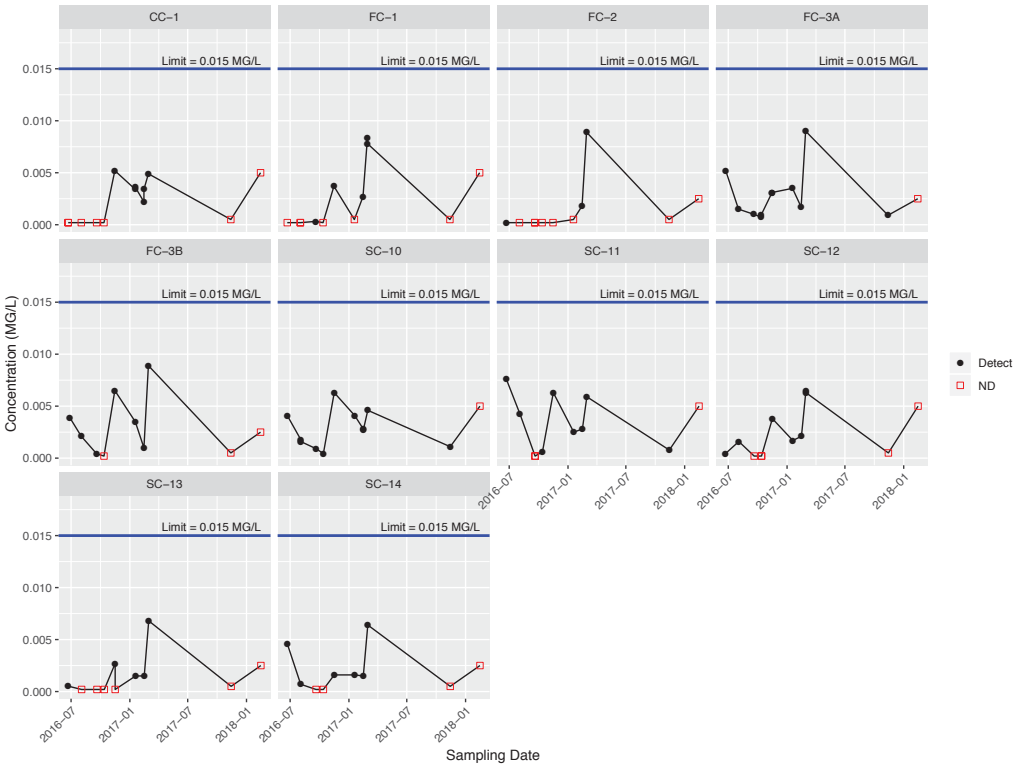 CC−1 FC−1 FC−2 FC−3A
Limit = 0.015 MG/L Limit = 0.015 MG/L Limit = 0.015 MG/L Limit = 0.015 MG/L
0.015
0.010
0.005
0.000
FC−3B SC−10 SC−11 SC−12
Limit = 0.015 MG/L Limit = 0.015 MG/L Limit = 0.015 MG/L Limit = 0.015 MG/L
0.015
0.010
0.005
0.000
2016−07 2017−01 2017−07 2018−01 2016−07 2017−01 2017−07 2018−01
SC−13 SC−14
Limit = 0.015 MG/L Limit = 0.015 MG/L
0.015
0.010
0.005
0.000
2016−07 2017−01 2017−07 2018−01 2016−07 2017−01 2017−07 2018−01
Sampling Date
Concentration (MG/L)
Detect
ND